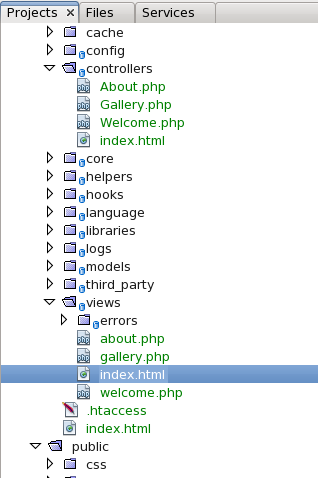 Projects × Files Services
cache
config
controllers
About.php
Gallery.php
Welcome.php
index.html
core
helpers
hooks
language
libraries
logs
models
third_party
views
errors
about.php
gallery.php
index.html
welcome.php
.htaccess
index.html
public
css